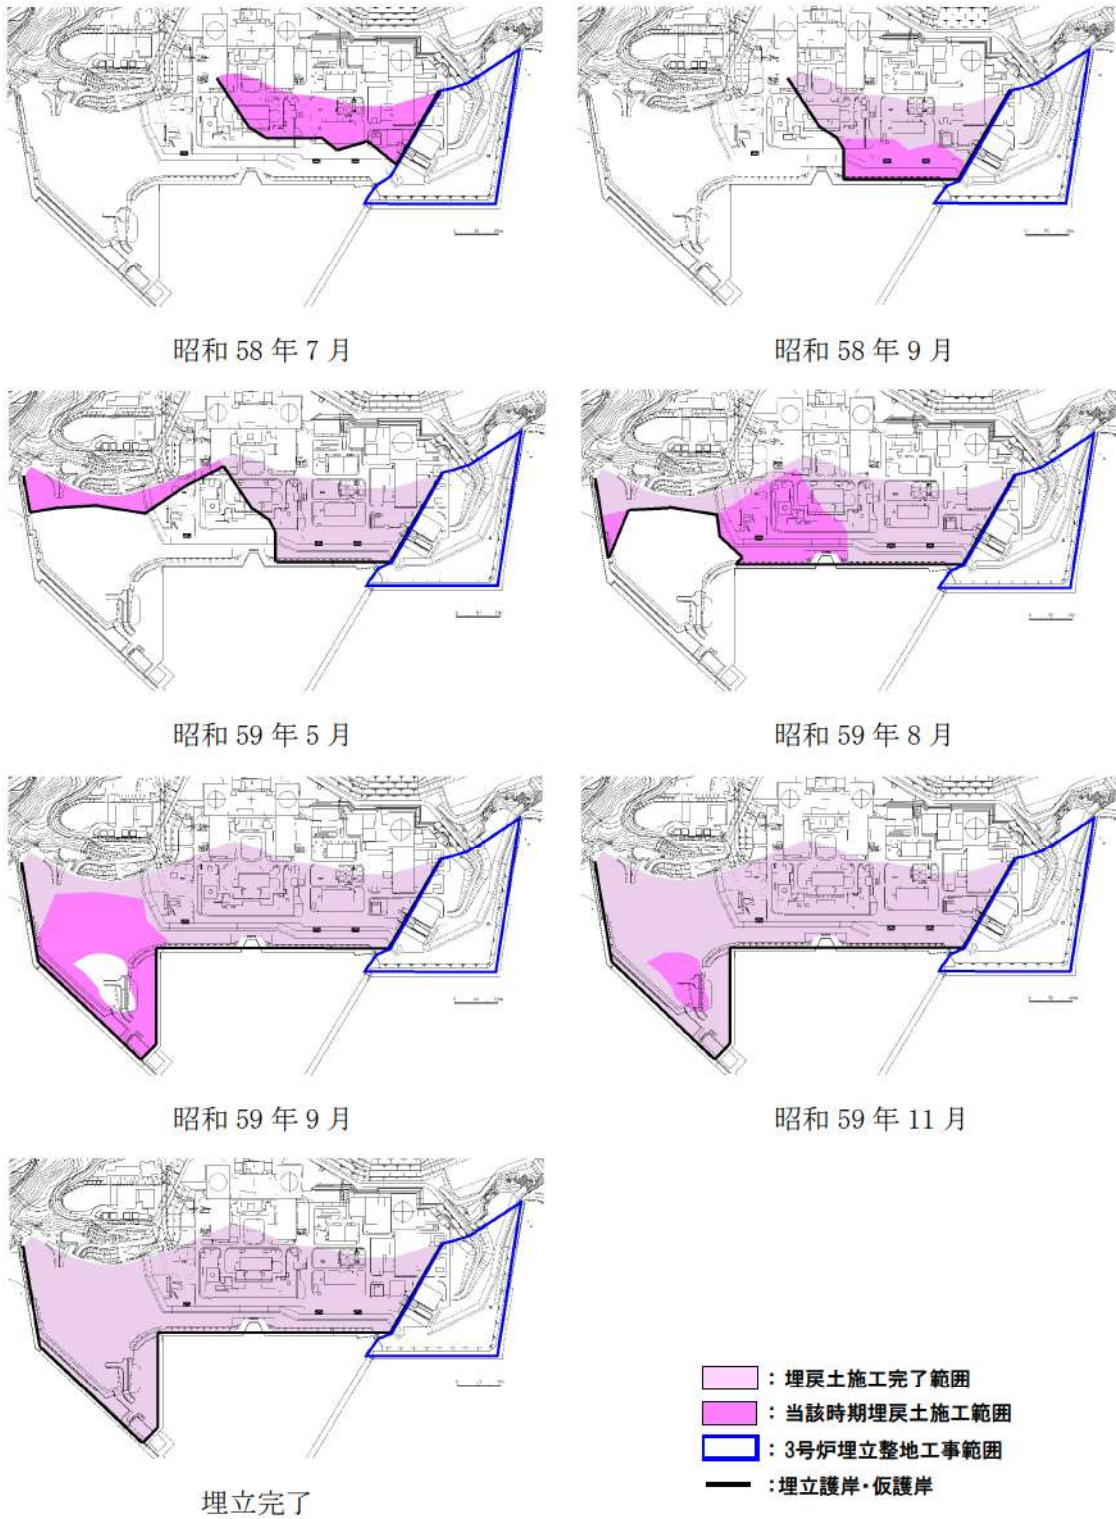 昭和 58 年 7 月
昭和 58 年 9 月
昭和 59 年 5 月
昭和 59 年 8 月
昭和 59 年 9 月
昭和 59 年 11 月
埋立完了
：埋戻土施工完了範囲
：当該時期埋戻土施工範囲
：3号炉埋立整地工事範囲
：埋立護岸・仮護岸